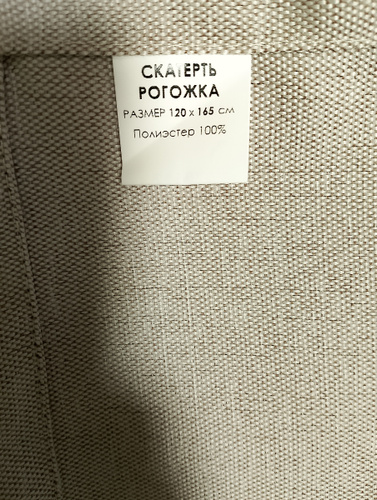 СКАТЕРТЬ
РОГОЖКА
РАЗМЕР 120 х 165 см
Полиэстер 100%